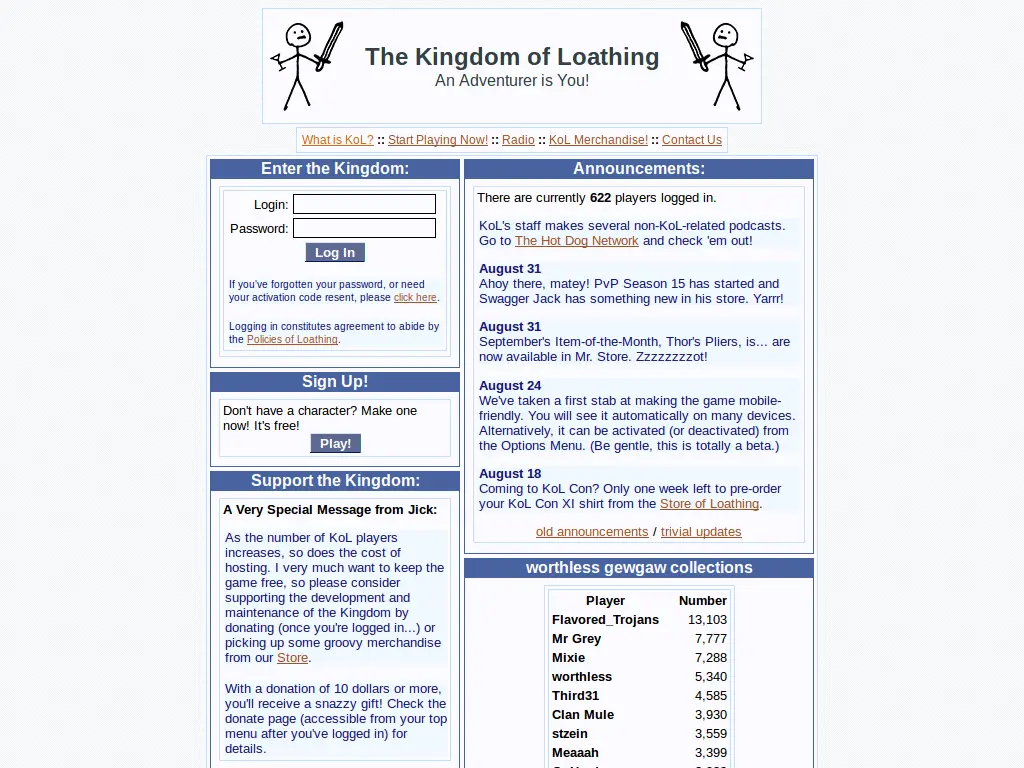 The Kingdom of Loathing
An Adventurer is You!
What is KoL? :: Start Playing Now! :: Radio :: KoL Merchandise! :: Contact Us
Enter the Kingdom:
Login:
Password:
Log In
If you've forgotten your password, or need
your activation code resent, please click here.
Logging in constitutes agreement to abide by
the Policies of Loathing.
Sign Up!
Don't have a character? Make one
now! It's free!
Play!
Support the Kingdom:
A Very Special Message from Jick:
As the number of KoL players
increases, so does the cost of
hosting. I very much want to keep the
game free, so please consider
supporting the development and
maintenance of the Kingdom by
donating (once you're logged in...) or
picking up some groovy merchandise
from our Store.
With a donation of 10 dollars or more,
you'll receive a snazzy gift! Check the
donate page (accessible from your top
menu after you've logged in) for
details.
Announcements:
There are currently 622 players logged in.
KoL's staff makes several non-KoL-related podcasts.
Go to The Hot Dog Network and check 'em out!
August 31
Ahoy there, matey! PvP Season 15 has started and
Swagger Jack has something new in his store. Yarrr!
August 31
September's Item-of-the-Month, Thor's Pliers, is... are
now available in Mr. Store. Zzzzzzzzot!
August 24
We've taken a first stab at making the game mobile-
friendly. You will see it automatically on many devices.
Alternatively, it can be activated (or deactivated) from
the Options Menu. (Be gentle, this is totally a beta.)
August 18
Coming to KoL Con? Only one week left to pre-order
your KoL Con XI shirt from the Store of Loathing.
old announcements / trivial updates
worthless gewgaw collections
Player Number
Flavored_Trojans 13,103
Mr Grey 7,777
Mixie 7,288
worthless 5,340
Third31 4,585
Clan Mule 3,930
stzein 3,559
Meaaah 3,399